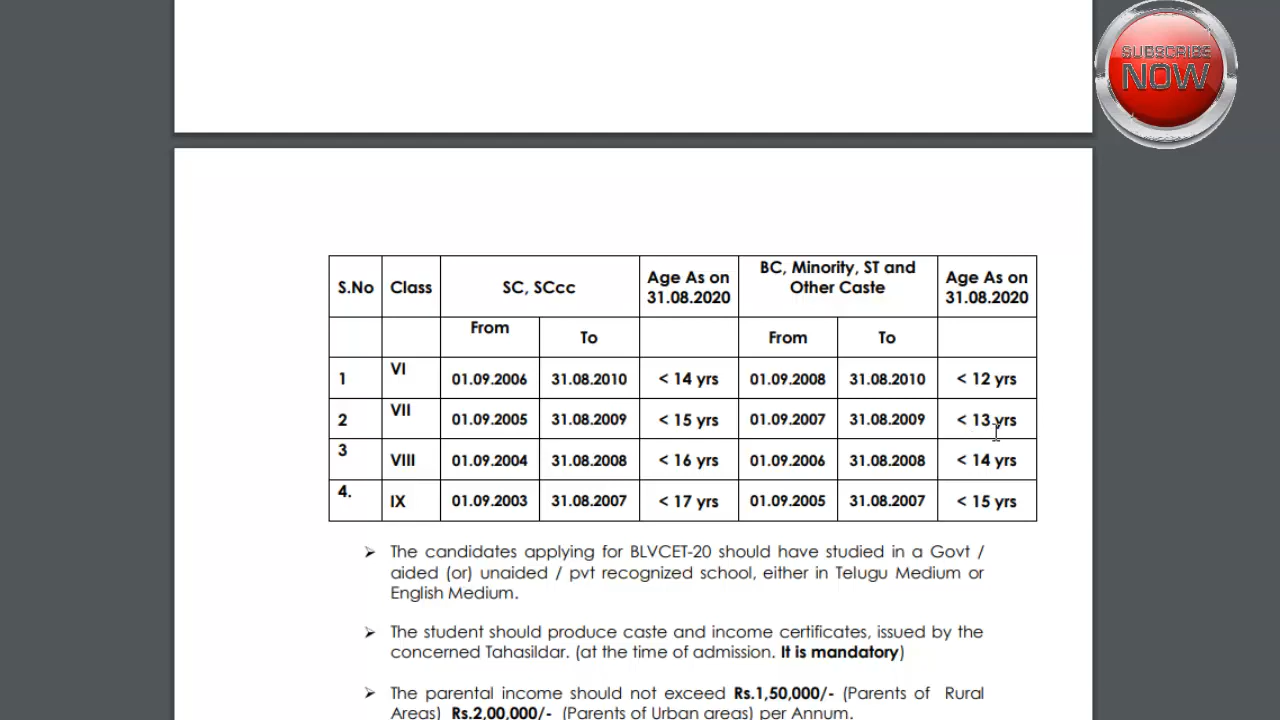 SUBSCRIBE
NOW
S.No Class SC, SCcc Age As on 31.08.2020 BC, Minority, ST and Other Caste Age As on 31.08.2020
From To From To
1 VI 01.09.2006 31.08.2010 < 14 yrs 01.09.2008 31.08.2010 < 12 yrs
2 VII 01.09.2005 31.08.2009 < 15 yrs 01.09.2007 31.08.2009 < 13 yrs
3 VIII 01.09.2004 31.08.2008 < 16 yrs 01.09.2006 31.08.2008 < 14 yrs
4. IX 01.09.2003 31.08.2007 < 17 yrs 01.09.2005 31.08.2007 < 15 yrs
➢ The candidates applying for BLVCET-20 should have studied in a Govt /
aided (or) unaided / pvt recognized school, either in Telugu Medium or
English Medium.
➢ The student should produce caste and income certificates, issued by the
concerned Tahasildar. (at the time of admission. It is mandatory)
➢ The parental income should not exceed Rs.1,50,000/- (Parents of Rural
Areas) Rs.2,00,000/- (Parents of Urban areas) per Annum.